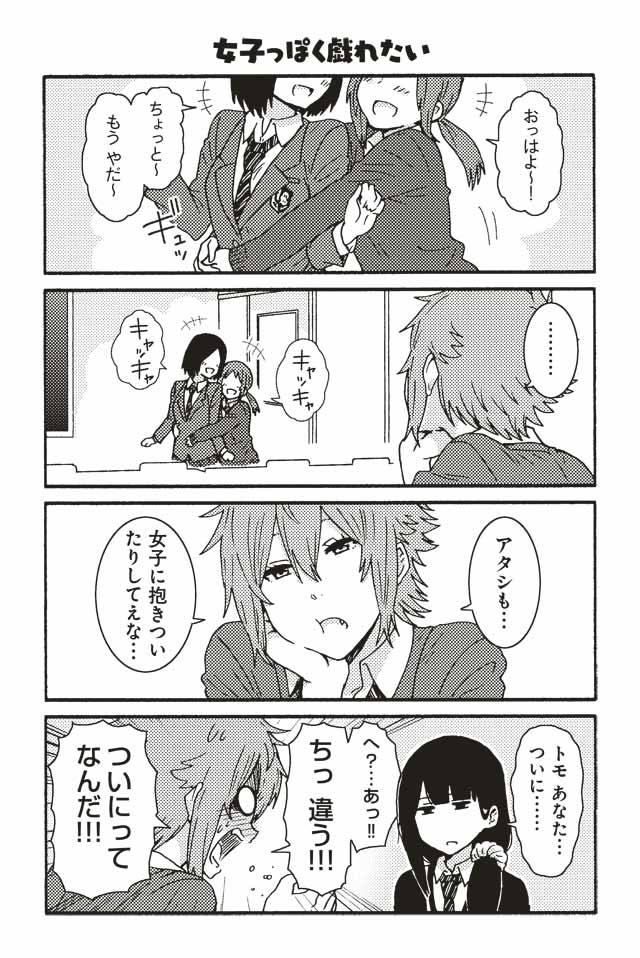 女子っぽく戯れたい
おっはよ～！
ちょっと～
もう やだ～
ギュッ
………
キャッ
キャッ
キャッ
キャッ
アタシも…
女子に抱きつい
たりしてえな…
トモ あなた…
ついに……
へ？…あっ!!
ちっ 違う!!!
ついにって
なんだ!!!